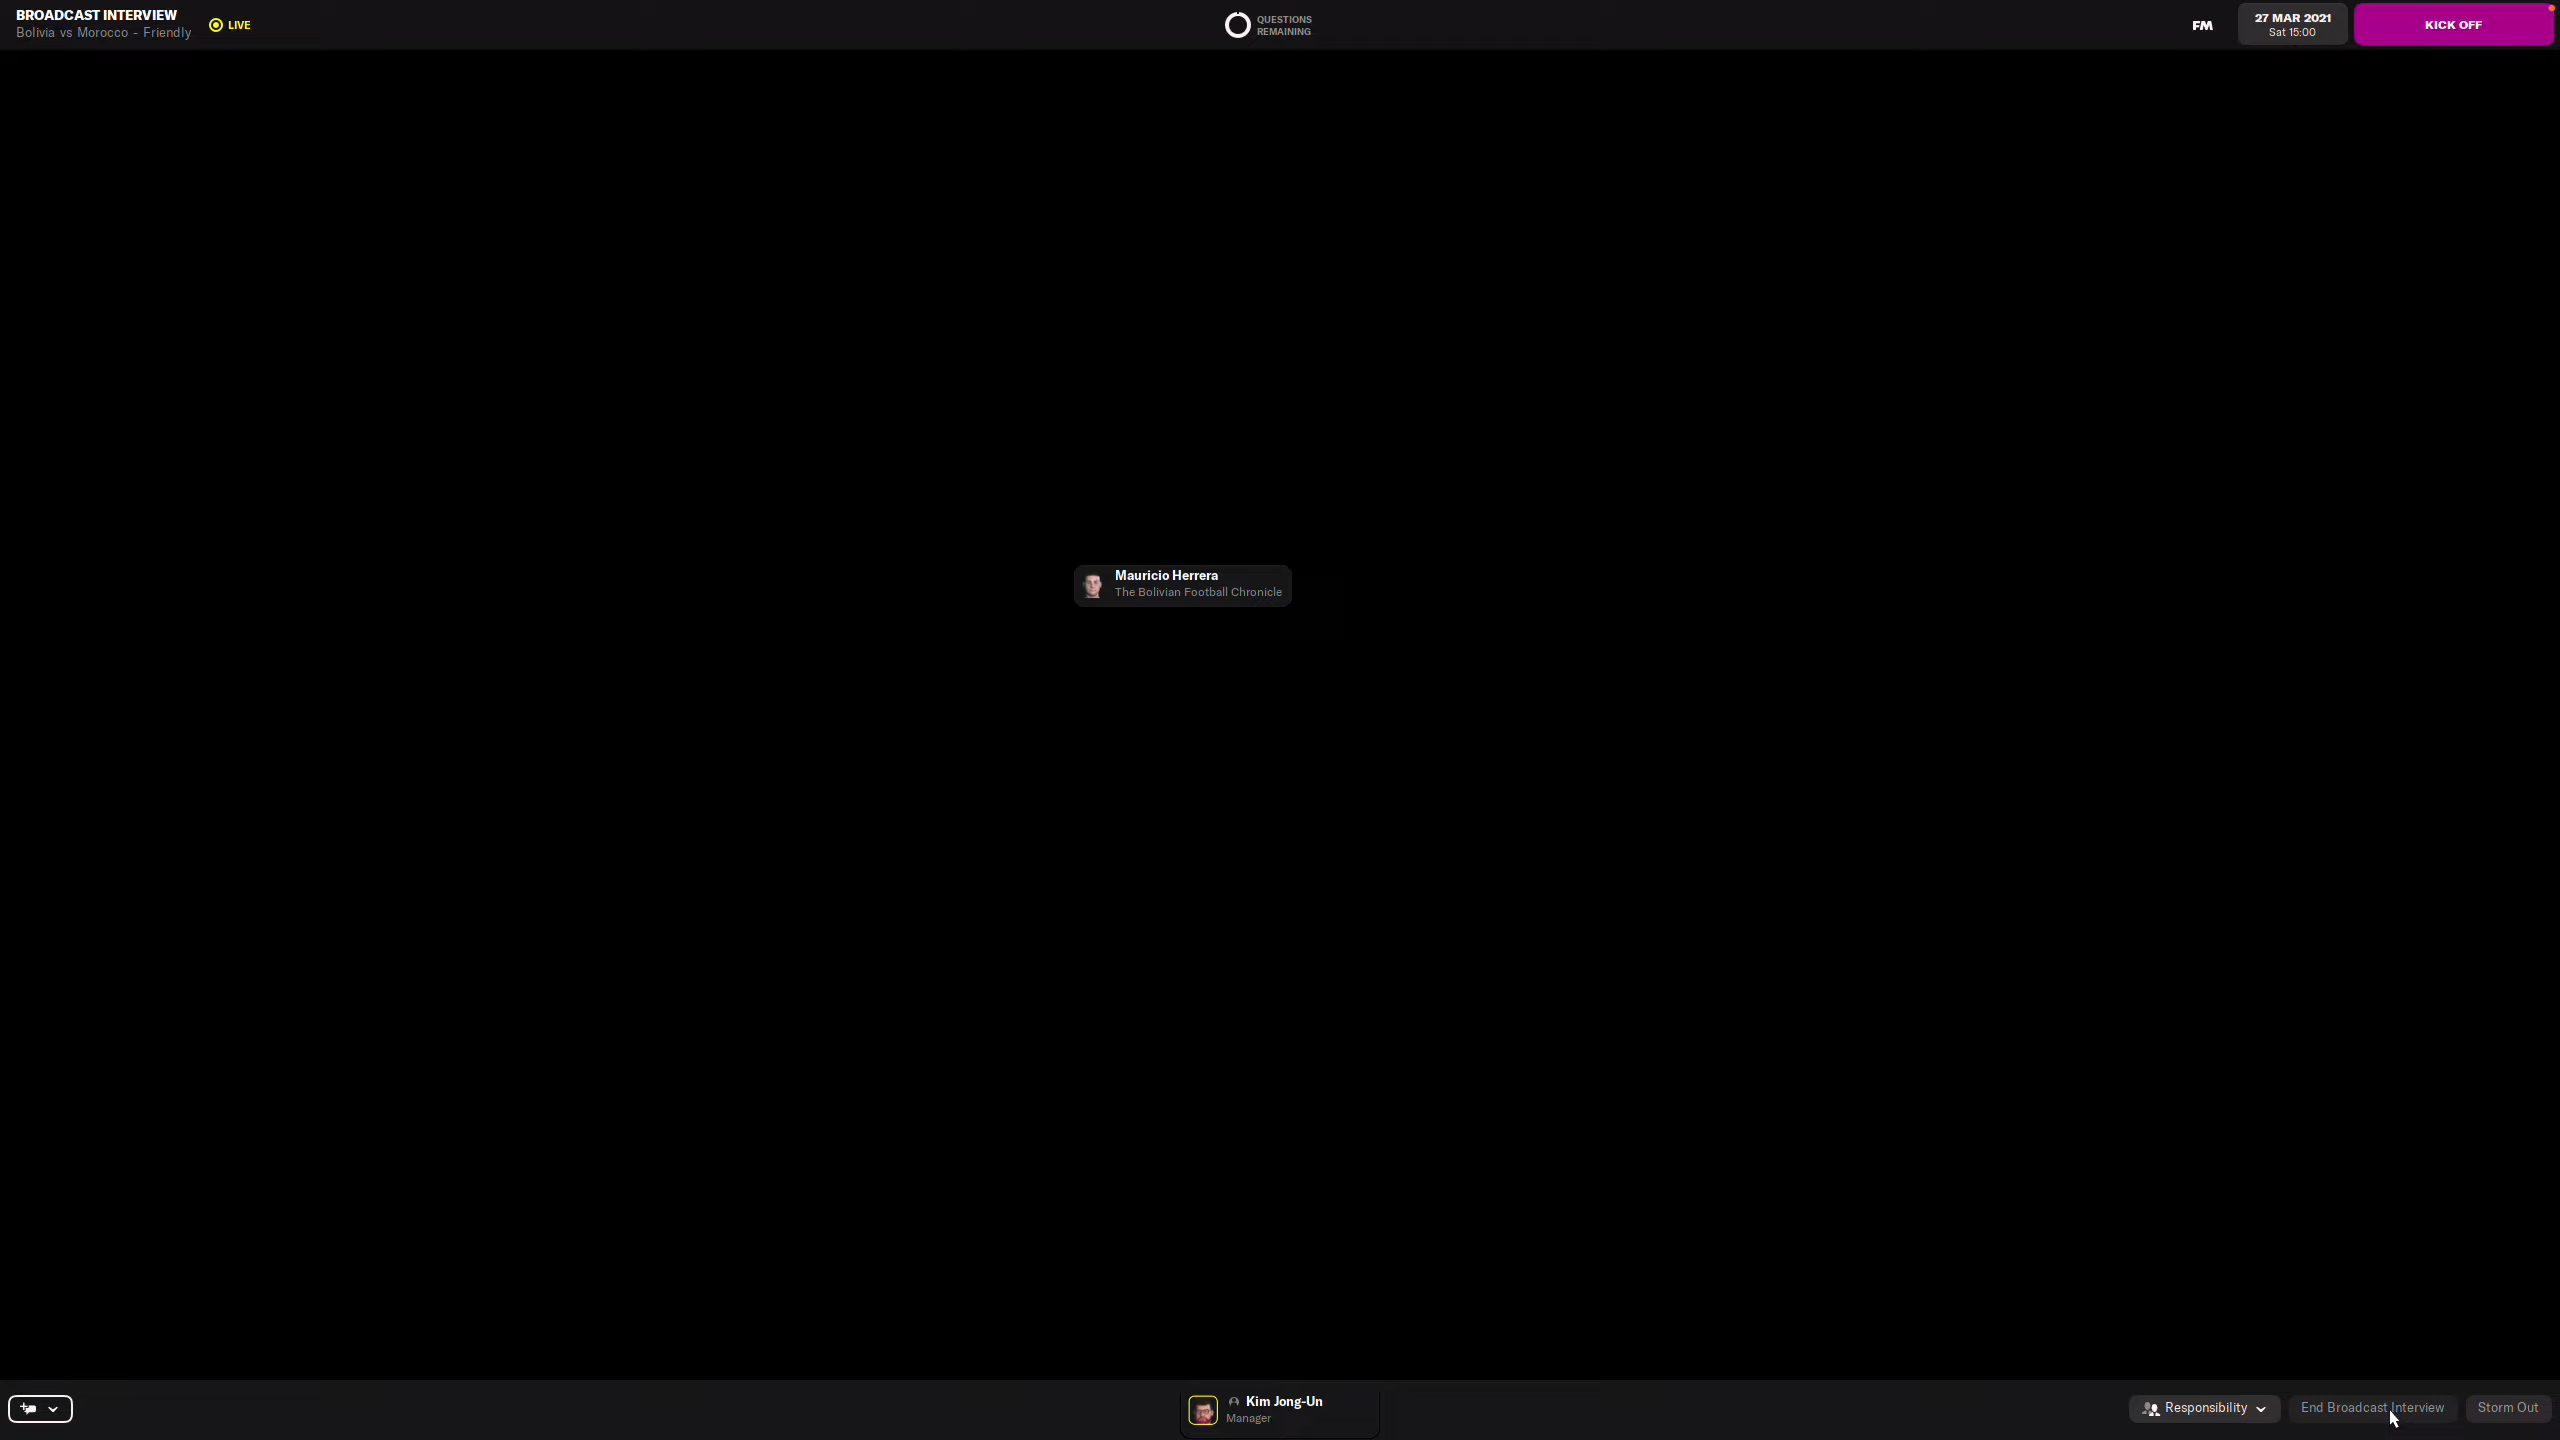 BROADCAST INTERVIEW
Bolivia vs Morocco - Friendly
LIVE
QUESTIONS
REMAINING
FM
27 MAR 2021
Sat 15:00
KICK OFF
Mauricio Herrera
The Bolivian Football Chronicle
Kim Jong-Un
Manager
Responsibility
End Broadcast Interview
Storm Out